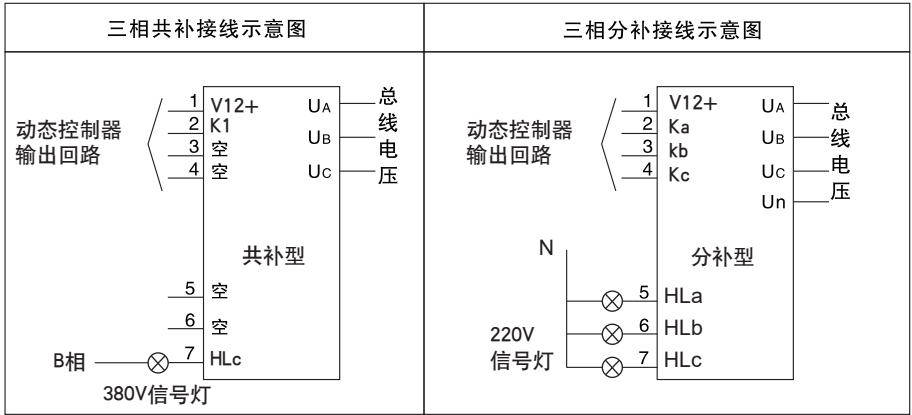 三相共补接线示意图
动态控制器
输出回路
1 V12+
2 K1
3 空
4 空
UA
UB
UC
总
线
电
压
共补型
5 空
6 空
B相
7 HLc
380V信号灯
三相分补接线示意图
动态控制器
输出回路
1 V12+
2 Ka
3 kb
4 Kc
UA
UB
UC
Un
总
线
电
压
N
分补型
5 HLa
6 HLb
7 HLc
220V
信号灯